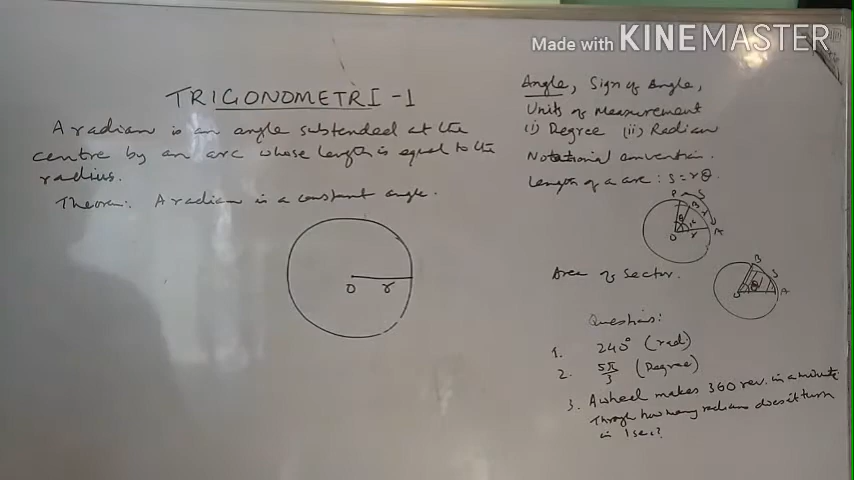 Made with KINEMASTER
TRIGONOMETRI-1
A radian is an angle subtended at the
centre by an arc whose length is equal to the
radius.
Theorem: A radian is a constant angle.
O r
Angle, Sign of Angle,
Units of Measurement
(i) Degree (ii) Radian
Notational convention.
Length of a arc: S=rθ.
P S
B
θ
O r A
Area of Sector.
B
S
O θ A
Questions:
1. 240° (rad)
2. 5π/3 (Degree)
3. A wheel makes 360 rev. in a minute
Through how many radians does it turn
in 1 sec?